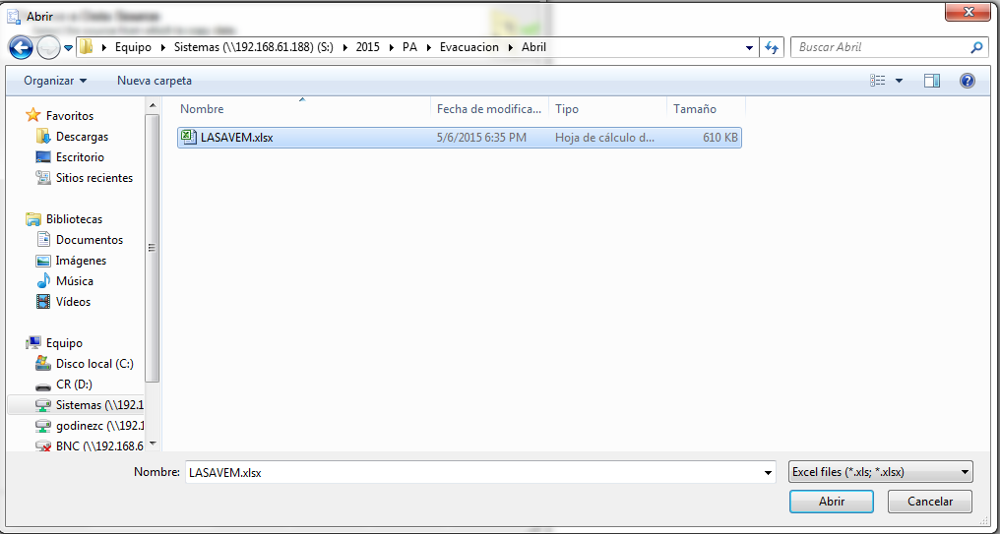 Abrir
Equipo Sistemas (\\192.168.61.188) (S:) 2015 PA Evacuacion Abril
Buscar Abril
Organizar Nueva carpeta
Nombre Fecha de modifica... Tipo Tamaño
LASAVEM.xlsx 5/6/2015 6:35 PM Hoja de cálculo d... 610 KB
Favoritos
Descargas
Escritorio
Sitios recientes
Bibliotecas
Documentos
Imágenes
Música
Vídeos
Equipo
Disco local (C:)
CR (D:)
Sistemas (\\192.1
godinezc (\\192.1
BNC (\\192.168.6
Nombre: LASAVEM.xlsx
Excel files (*.xls; *.xlsx)
Abrir Cancelar